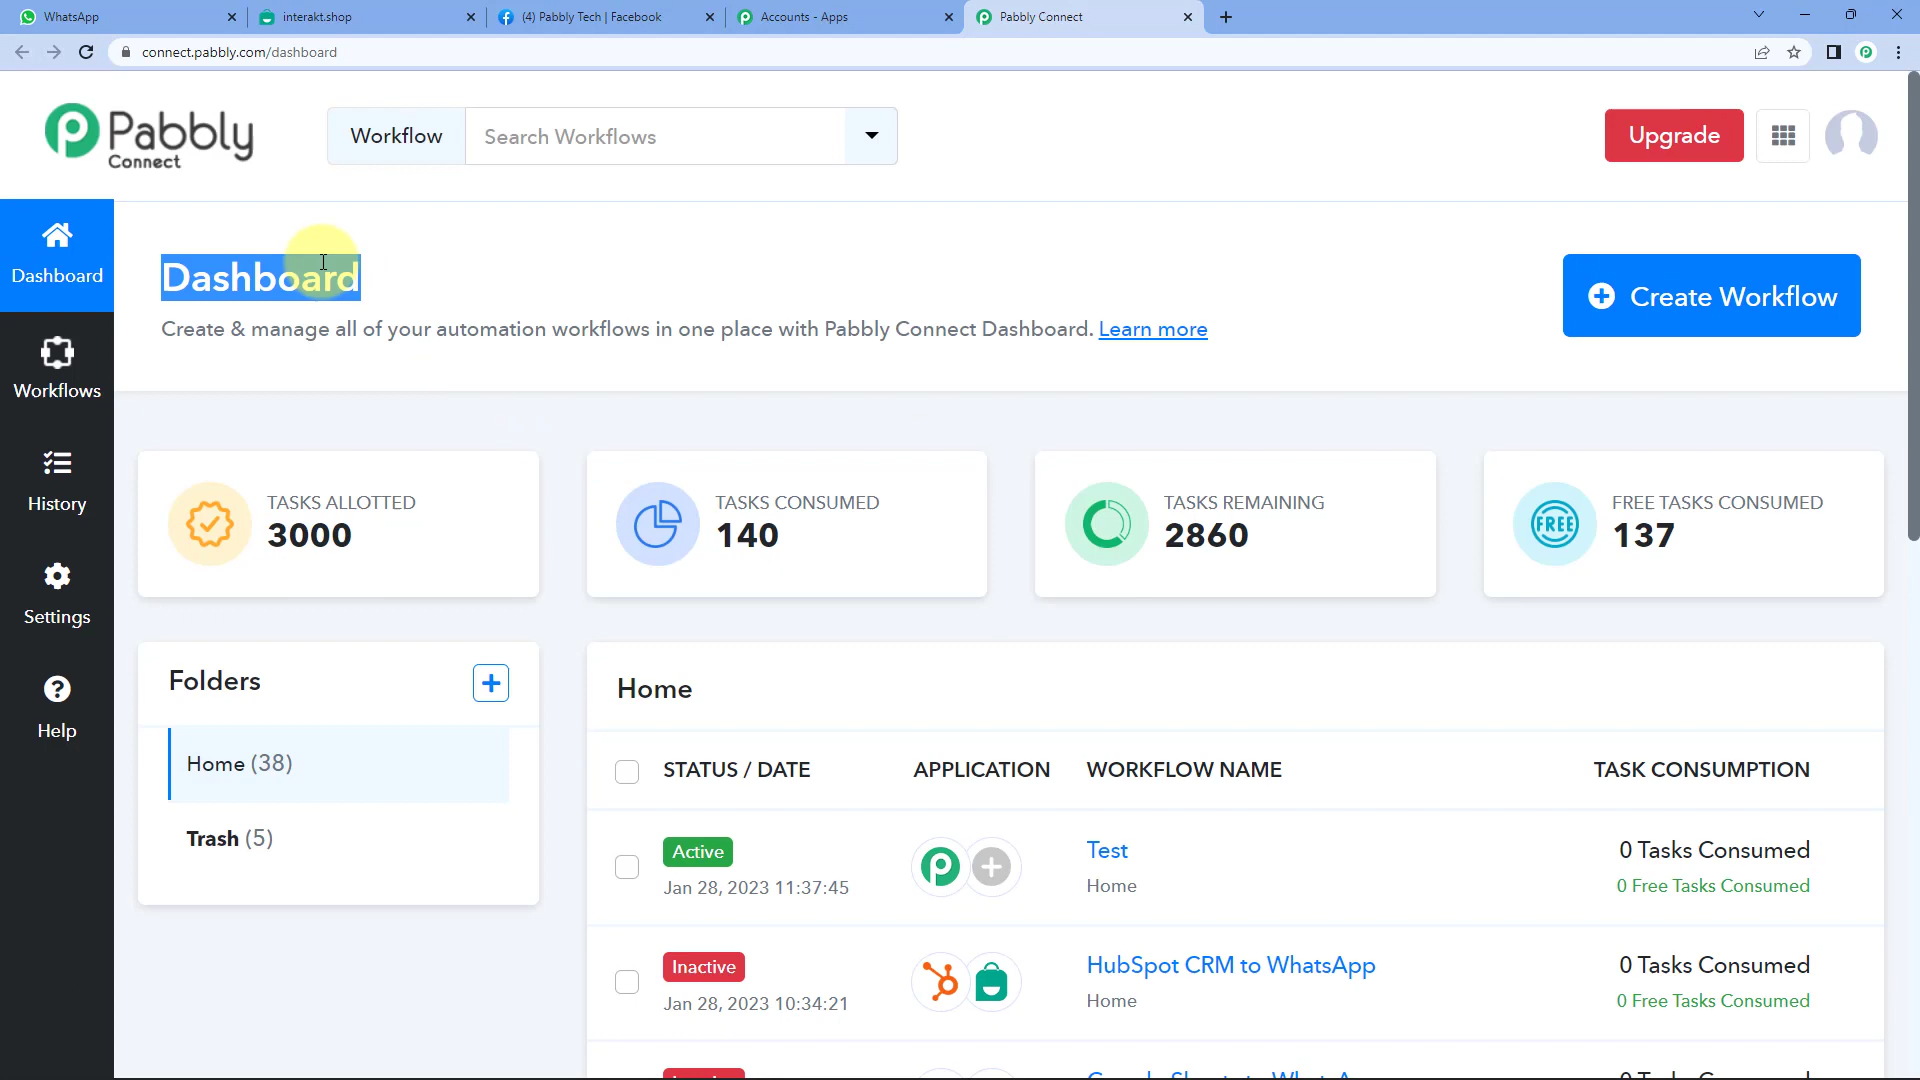 WhatsApp
interakt.shop
(4) Pabbly Tech | Facebook
Accounts - Apps
Pabbly Connect
connect.pabbly.com/dashboard
Pabbly
Connect
Workflow
Search Workflows
Upgrade
Dashboard
Workflows
History
Settings
Help
Dashboard
Create & manage all of your automation workflows in one place with Pabbly Connect Dashboard. Learn more
Create Workflow
TASKS ALLOTTED
3000
TASKS CONSUMED
140
TASKS REMAINING
2860
FREE
FREE TASKS CONSUMED
137
Folders
Home (38)
Trash (5)
Home
STATUS / DATE APPLICATION WORKFLOW NAME TASK CONSUMPTION
Active
Jan 28, 2023 11:37:45
Test
Home
0 Tasks Consumed
0 Free Tasks Consumed
Inactive
Jan 28, 2023 10:34:21
HubSpot CRM to WhatsApp
Home
0 Tasks Consumed
0 Free Tasks Consumed